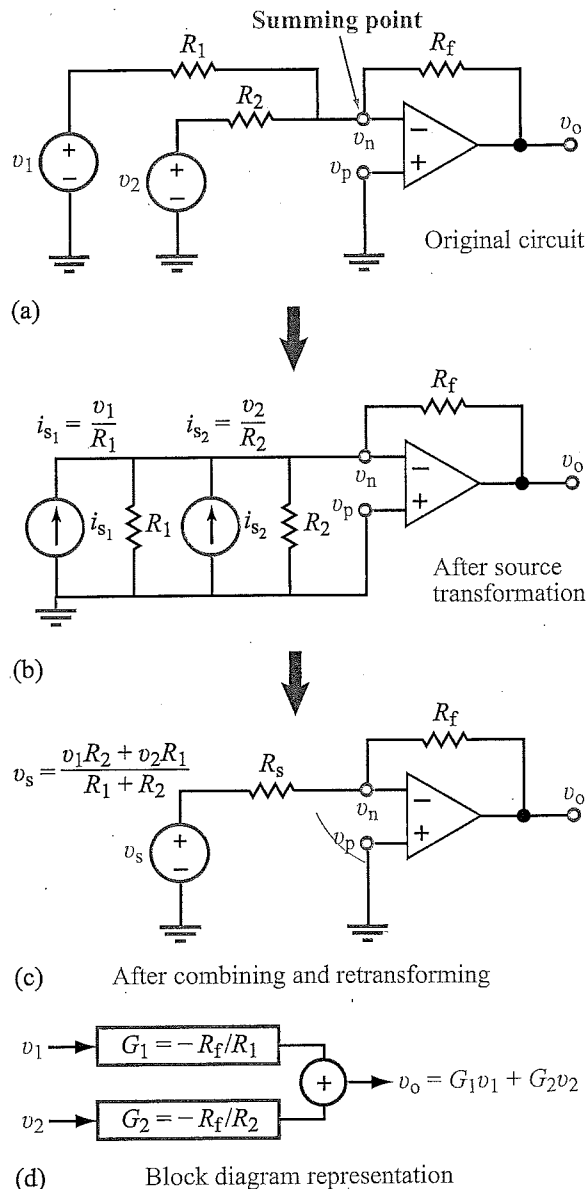 Summing point
R1
Rf
R2
vn
vo
v1
+
−
v2
+
−
vp
−
+
Original circuit
(a)
is1 = v1/R1
is2 = v2/R2
Rf
vn
vo
is1
R1
is2
R2
vp
−
+
After source
transformation
(b)
vs = (v1R2 + v2R1)/(R1 + R2)
Rs
Rf
vn
vo
vs
+
−
vp
−
+
(c) After combining and retransforming
v1
G1 = −Rf/R1
+
vo = G1v1 + G2v2
v2
G2 = −Rf/R2
(d) Block diagram representation